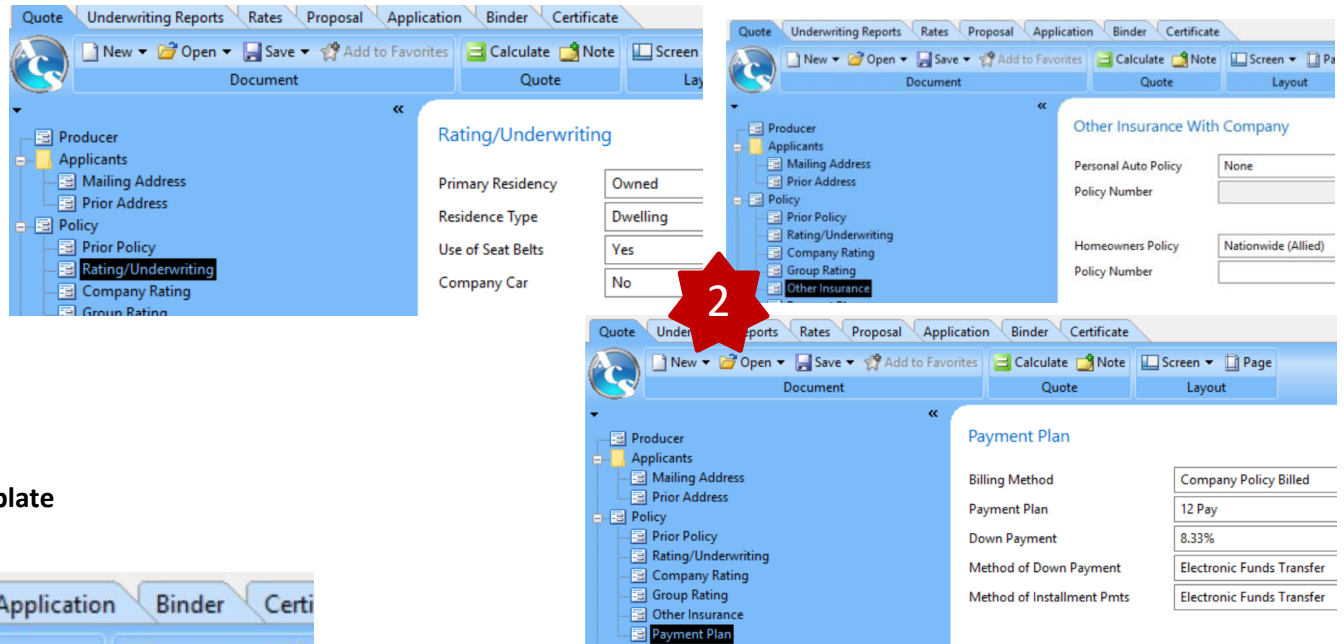 Quote Underwriting Reports Rates Proposal Application Binder Certificate
ACS New Open Save Add to Favorites Calculate Note Screen
Document Quote
Producer
Applicants
Mailing Address
Prior Address
Policy
Prior Policy
Rating/Underwriting
Company Rating
Group Rating
Rating/Underwriting
Primary Residency Owned
Residence Type Dwelling
Use of Seat Belts Yes
Company Car No
Quote Underwriting Reports Rates Proposal Application Binder Certificate
ACS New Open Save Add to Favorites Calculate Note Screen
Document Quote Layout
Producer
Applicants
Mailing Address
Prior Address
Policy
Prior Policy
Rating/Underwriting
Company Rating
Group Rating
Other Insurance
Other Insurance With Company
Personal Auto Policy None
Policy Number
Homeowners Policy Nationwide (Allied)
Policy Number
2
Quote Rates Proposal Application Binder Certificate
ACS New Open Save Add to Favorites Calculate Note Screen Page
Document Quote Layout
Producer
Applicants
Mailing Address
Prior Address
Policy
Prior Policy
Rating/Underwriting
Company Rating
Group Rating
Other Insurance
Payment Plan
Payment Plan
Billing Method Company Policy Billed
Payment Plan 12 Pay
Down Payment 8.33%
Method of Down Payment Electronic Funds Transfer
Method of Installment Pmts Electronic Funds Transfer
plate
Application Binder Certi